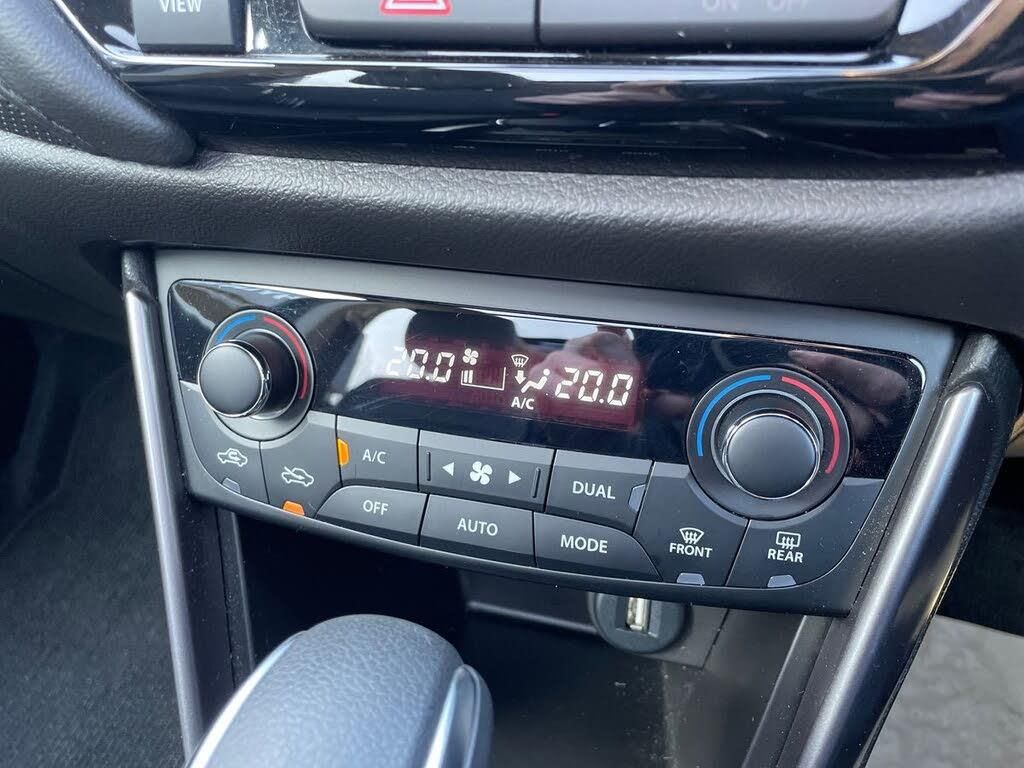 VIEW
ON OFF
20.0 A/C 20.0
A/C
DUAL
OFF
AUTO
MODE
FRONT
REAR